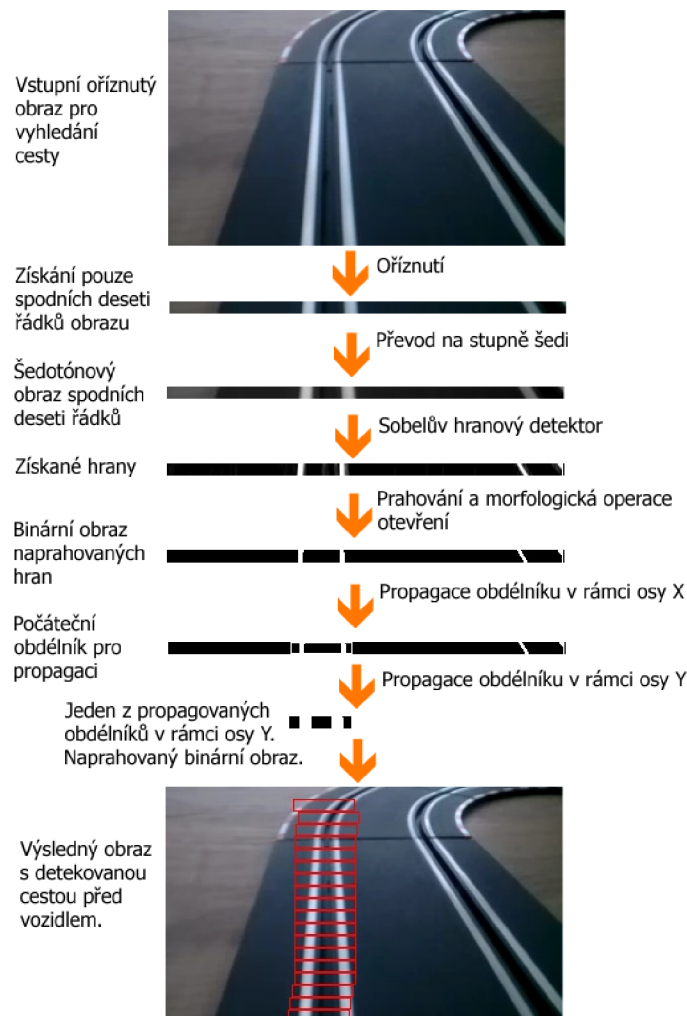 Vstupní oříznutý
obraz pro
vyhledání
cesty
Oříznutí
Získání pouze
spodních deseti
řádků obrazu
Převod na stupně šedi
Šedotónový
obraz spodních
deseti řádků
Sobelův hranový detektor
Získané hrany
Prahování a morfologická operace
otevření
Binární obraz
naprahovaných
hran
Propagace obdélníku v rámci osy X
Počáteční
obdélník pro
propagaci
Propagace obdélníku v rámci osy Y
Jeden z propagovaných
obdélníků v rámci osy Y.
Naprahovaný binární obraz.
Výsledný obraz
s detekovanou
cestou před
vozidlem.